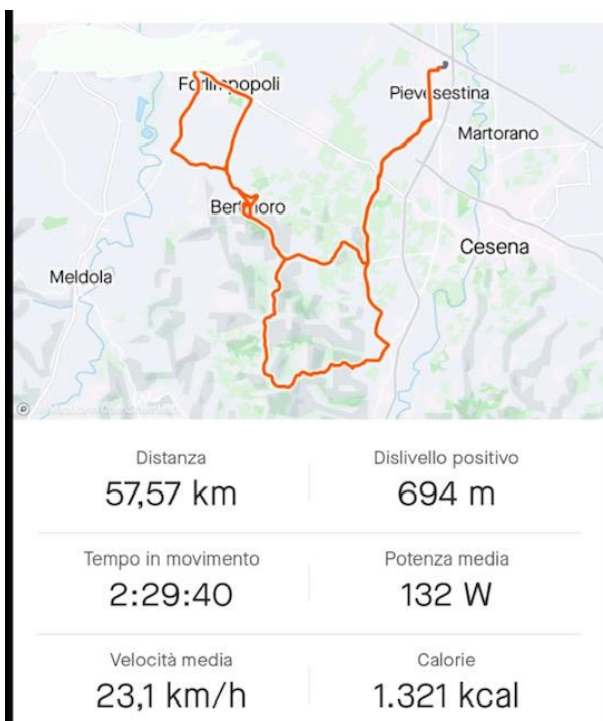 Forlimpopoli
Pievesestina
Martorano
Bertinoro
Cesena
Meldola
Distanza
Dislivello positivo
57,57 km
694 m
Tempo in movimento
Potenza media
2:29:40
132 W
Velocità media
Calorie
23,1 km/h
1.321 kcal